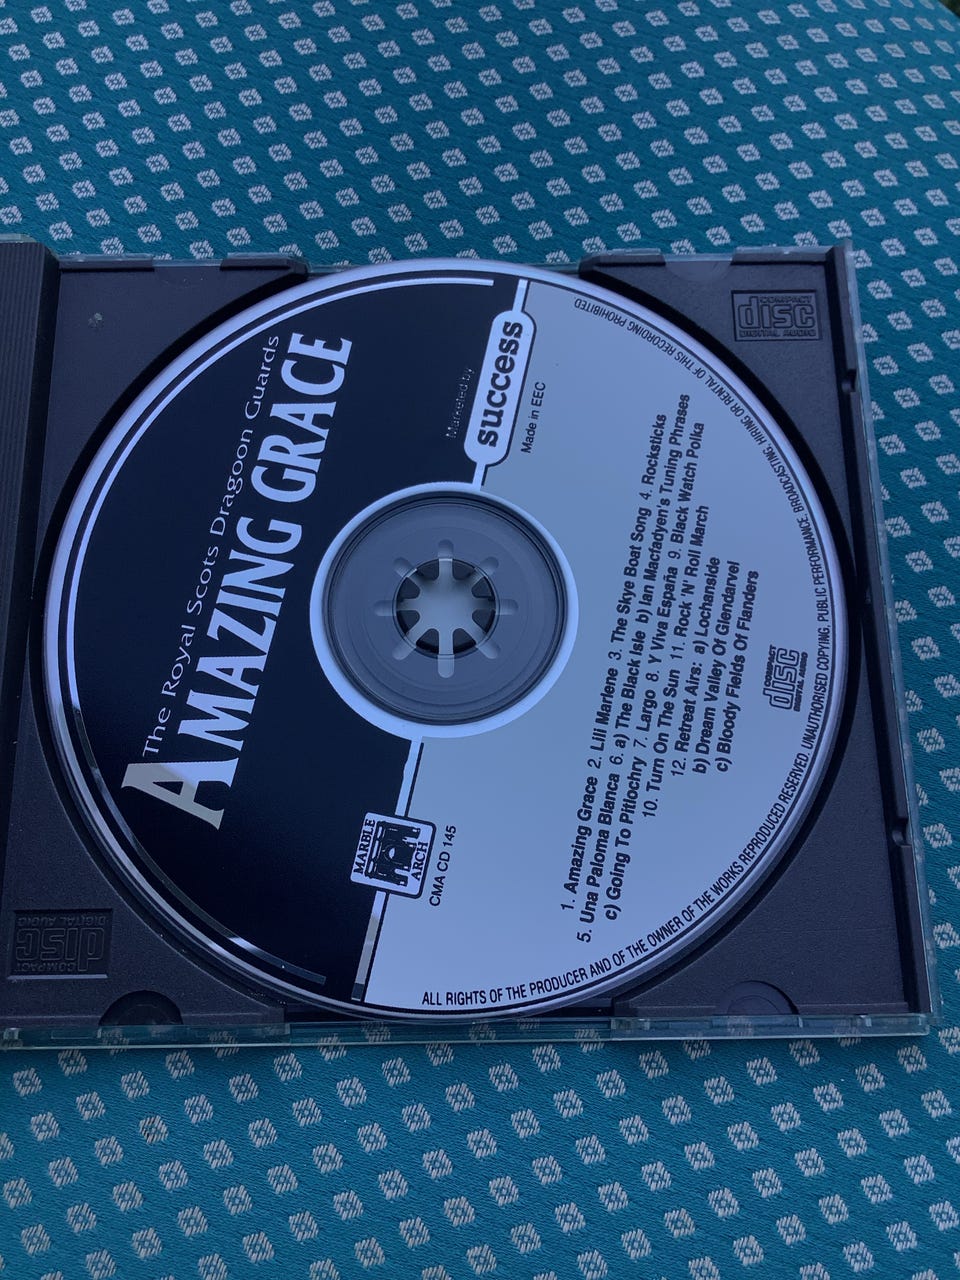 The Royal Scots Dragoon Guards
AMAZING GRACE
Marketed by
success
Made in EEC
MARBLE
ARCH
CMA CD 145
1. Amazing Grace 2. Lili Marlene 3. The Skye Boat Song 4. Rocksticks
5. Una Paloma Blanca 6. a) The Black Isle b) Ian Macfadyen's Tuning Phrases
c) Going To Pitlochry 7. Largo 8. Y Viva España 9. Black Watch Polka
10. Turn On The Sun 11. Rock 'N' Roll March
12. Retreat Airs: a) Lochanside
b) Dream Valley Of Glendarvel
c) Bloody Fields Of Flanders
COMPACT
disc
DIGITAL AUDIO
ALL RIGHTS OF THE PRODUCER AND OF THE OWNER OF THE WORKS REPRODUCED RESERVED. UNAUTHORISED COPYING, PUBLIC PERFORMANCE, BROADCASTING, HIRING OR RENTAL OF THIS RECORDING PROHIBITED
COMPACT
disc
DIGITAL AUDIO
COMPACT
disc
DIGITAL AUDIO